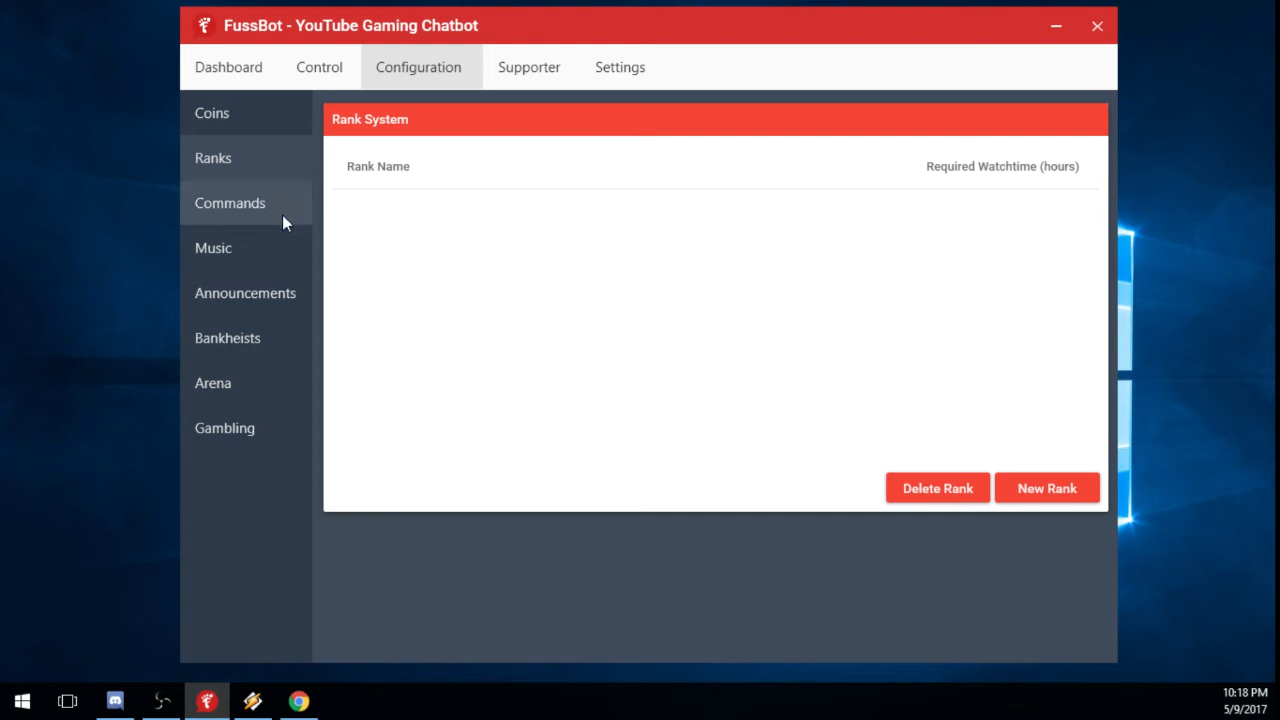 FussBot - YouTube Gaming Chatbot
Dashboard Control Configuration Supporter Settings
Coins
Ranks
Commands
Music
Announcements
Bankheists
Arena
Gambling
Rank System
Rank Name Required Watchtime (hours)
Delete Rank New Rank
10:18 PM
5/9/2017